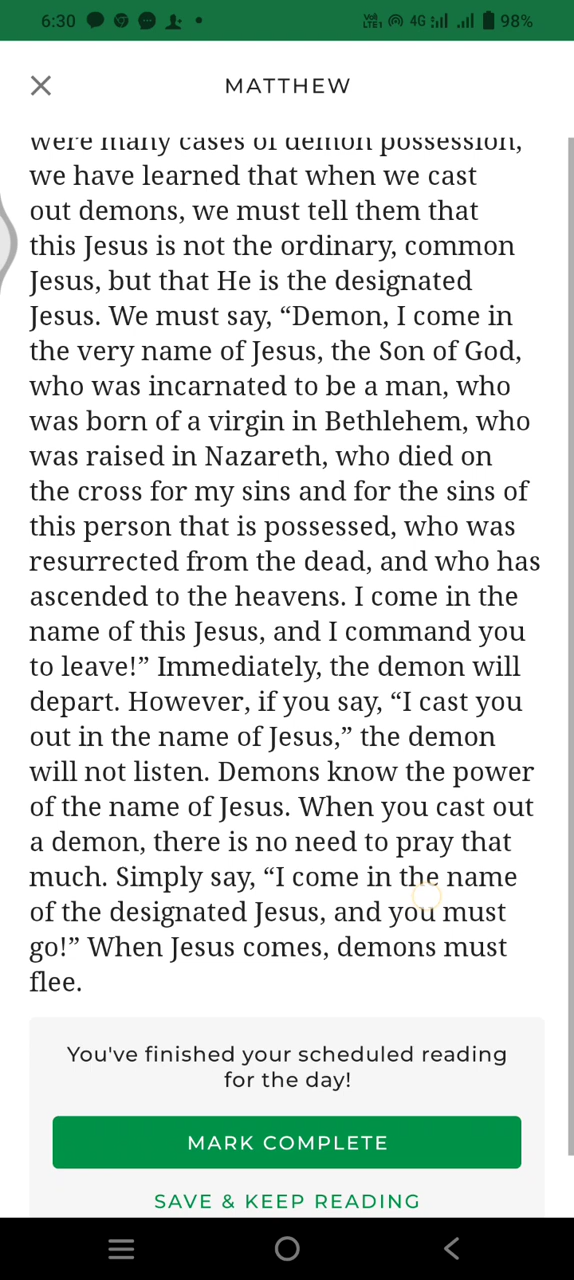 6:30
Vo) LTE1 4G 98%
MATTHEW
were many cases of demon possession,
we have learned that when we cast
out demons, we must tell them that
this Jesus is not the ordinary, common
Jesus, but that He is the designated
Jesus. We must say, “Demon, I come in
the very name of Jesus, the Son of God,
who was incarnated to be a man, who
was born of a virgin in Bethlehem, who
was raised in Nazareth, who died on
the cross for my sins and for the sins of
this person that is possessed, who was
resurrected from the dead, and who has
ascended to the heavens. I come in the
name of this Jesus, and I command you
to leave!” Immediately, the demon will
depart. However, if you say, “I cast you
out in the name of Jesus,” the demon
will not listen. Demons know the power
of the name of Jesus. When you cast out
a demon, there is no need to pray that
much. Simply say, “I come in the name
of the designated Jesus, and you must
go!” When Jesus comes, demons must
flee.
You've finished your scheduled reading
for the day!
MARK COMPLETE
SAVE & KEEP READING